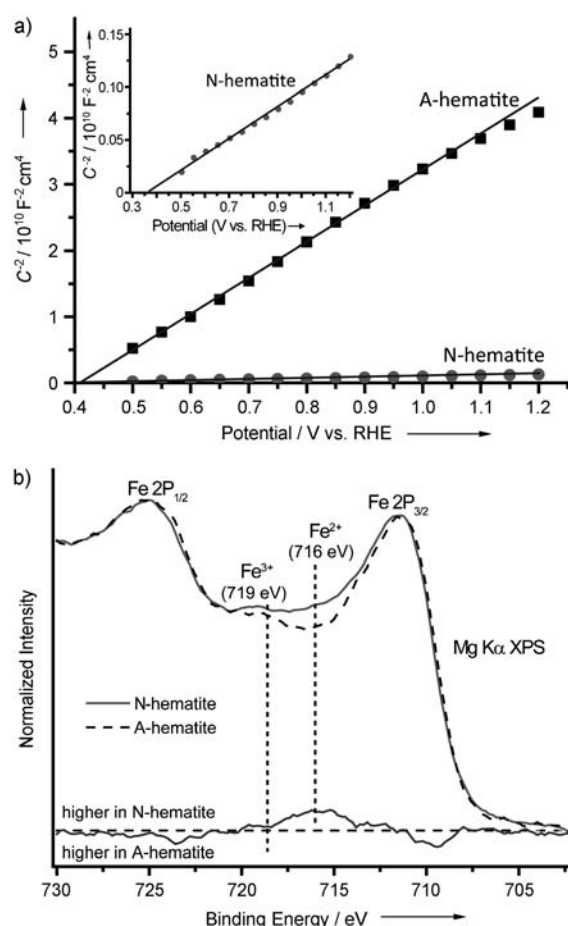 a)
C⁻² / 10¹⁰ F⁻² cm⁴ →
5
4
3
2
1
0
0.4 0.5 0.6 0.7 0.8 0.9 1.0 1.1 1.2
Potential / V vs. RHE →
A-hematite
N-hematite
C⁻² / 10¹⁰ F⁻² cm⁴ →
0.15
0.10
0.05
0
0.3 0.5 0.7 0.9 1.1
Potential (V vs. RHE) →
N-hematite
b)
Normalized Intensity
Fe 2P1/2
Fe 2P3/2
Fe²⁺
(716 eV)
Fe³⁺
(719 eV)
Mg Kα XPS
N-hematite
A-hematite
higher in N-hematite
higher in A-hematite
730 725 720 715 710 705
Binding Energy / eV →